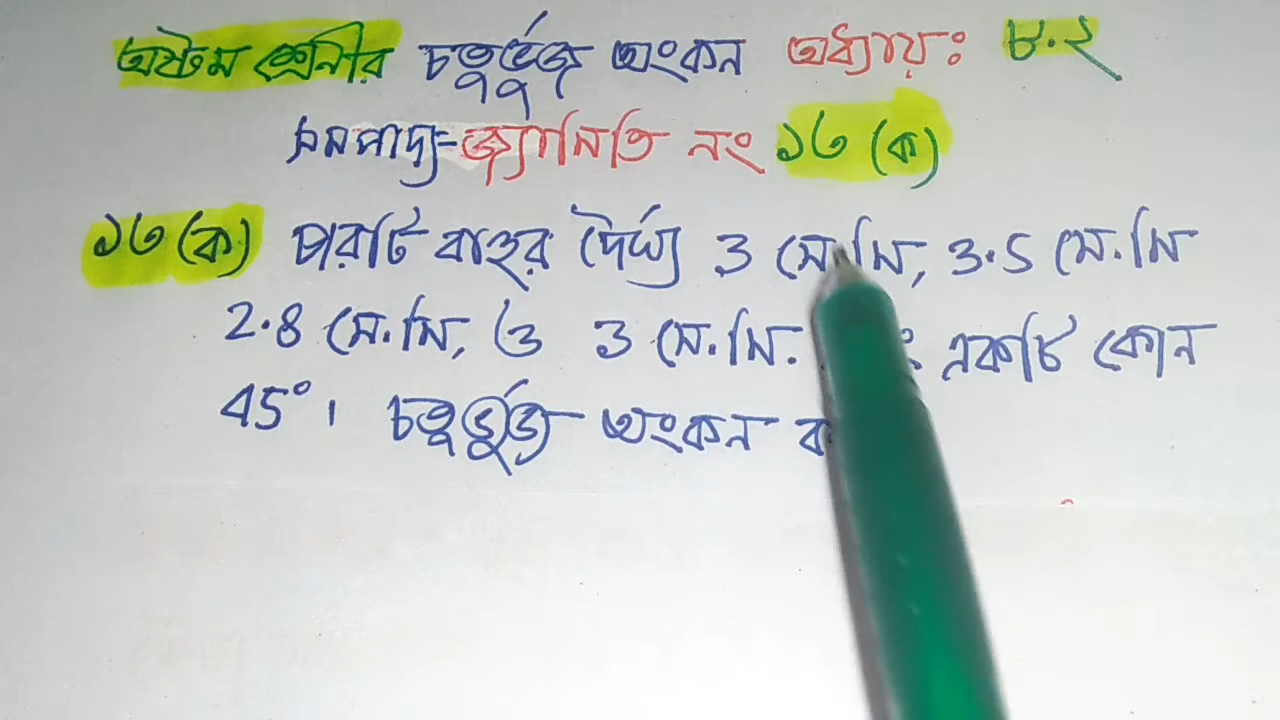 অষ্টম শ্রেনীর চতুর্ভুজ অংকন অধ্যায়ঃ ৮.২
সম্পাদ্য-জ্যামিতি নং ১৩ (ক)
১৩ (ক) চারটি বাহুর দৈর্ঘ্য 3 সে.মি, 3.5 সে.মি
2.8 সে.মি, ও 3 সে.মি. একটি কোন
45°। চতুর্ভুজ অংকন